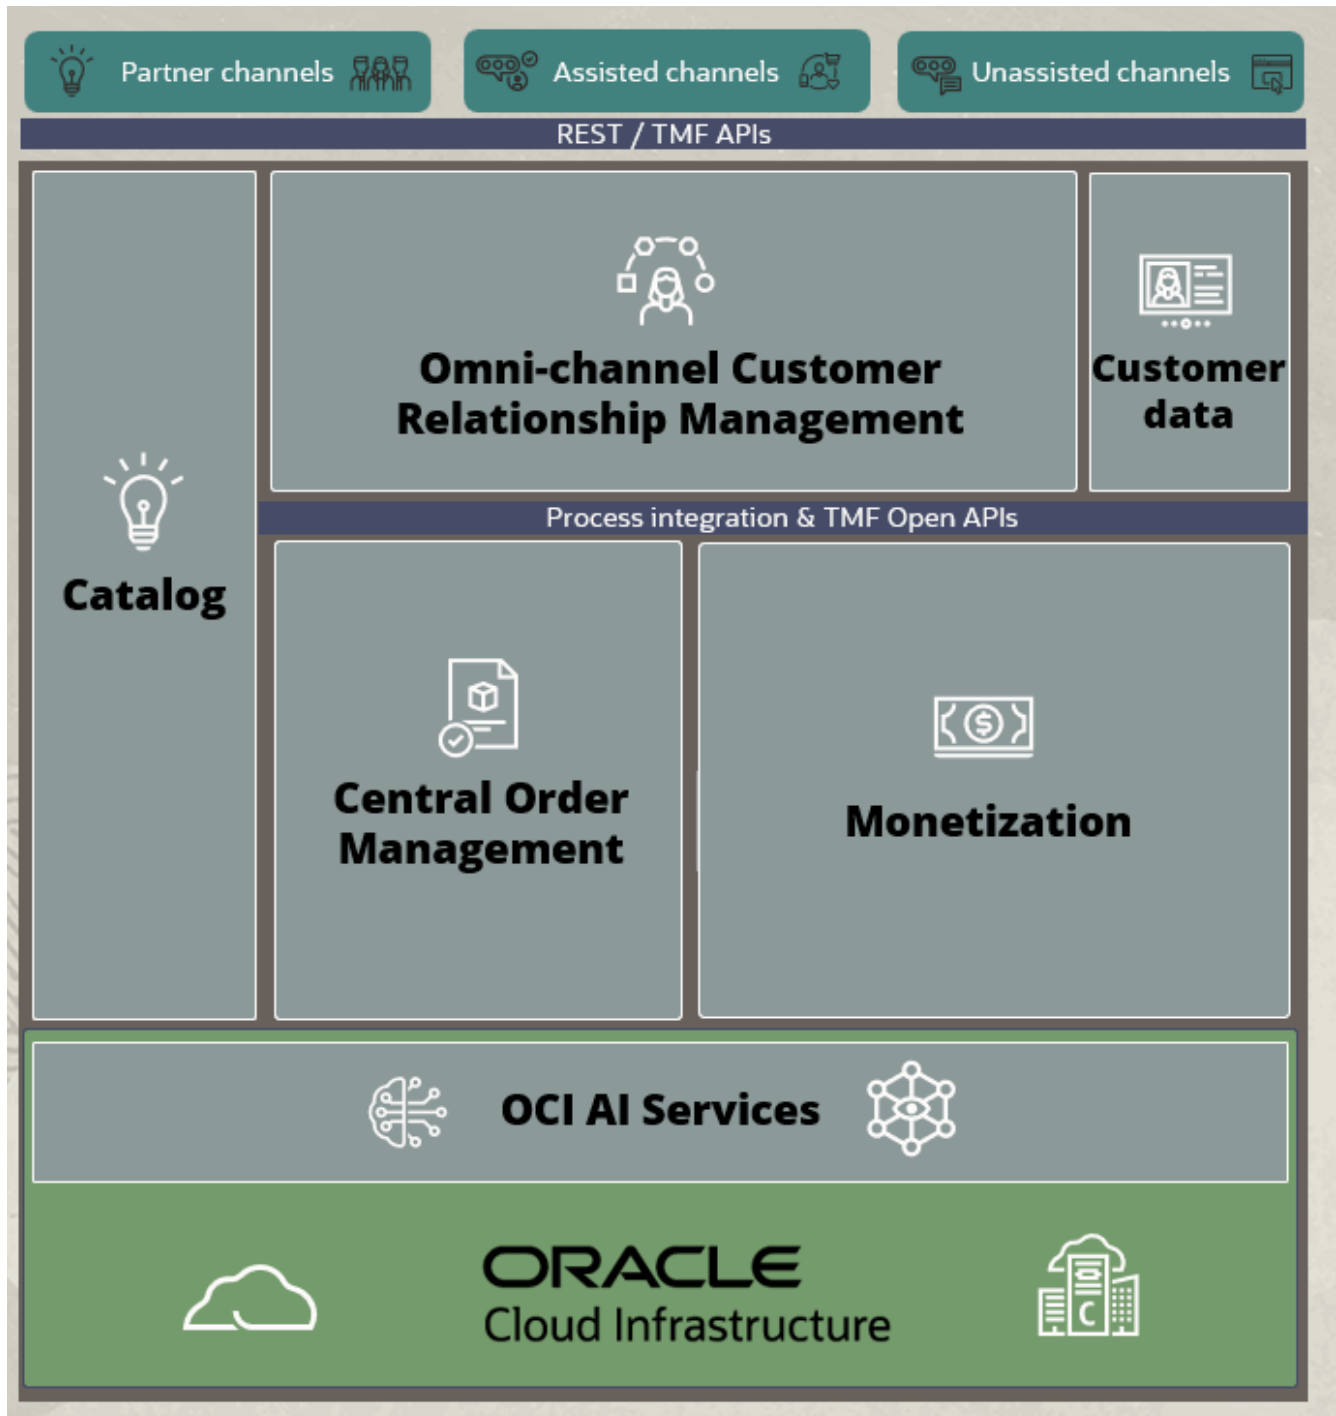 Partner channels
Assisted channels
Unassisted channels
REST / TMF APIs
Omni-channel Customer
Relationship Management
Customer
data
Process integration & TMF Open APIs
Catalog
Central Order
Management
Monetization
OCI AI Services
ORACLE
Cloud Infrastructure
C